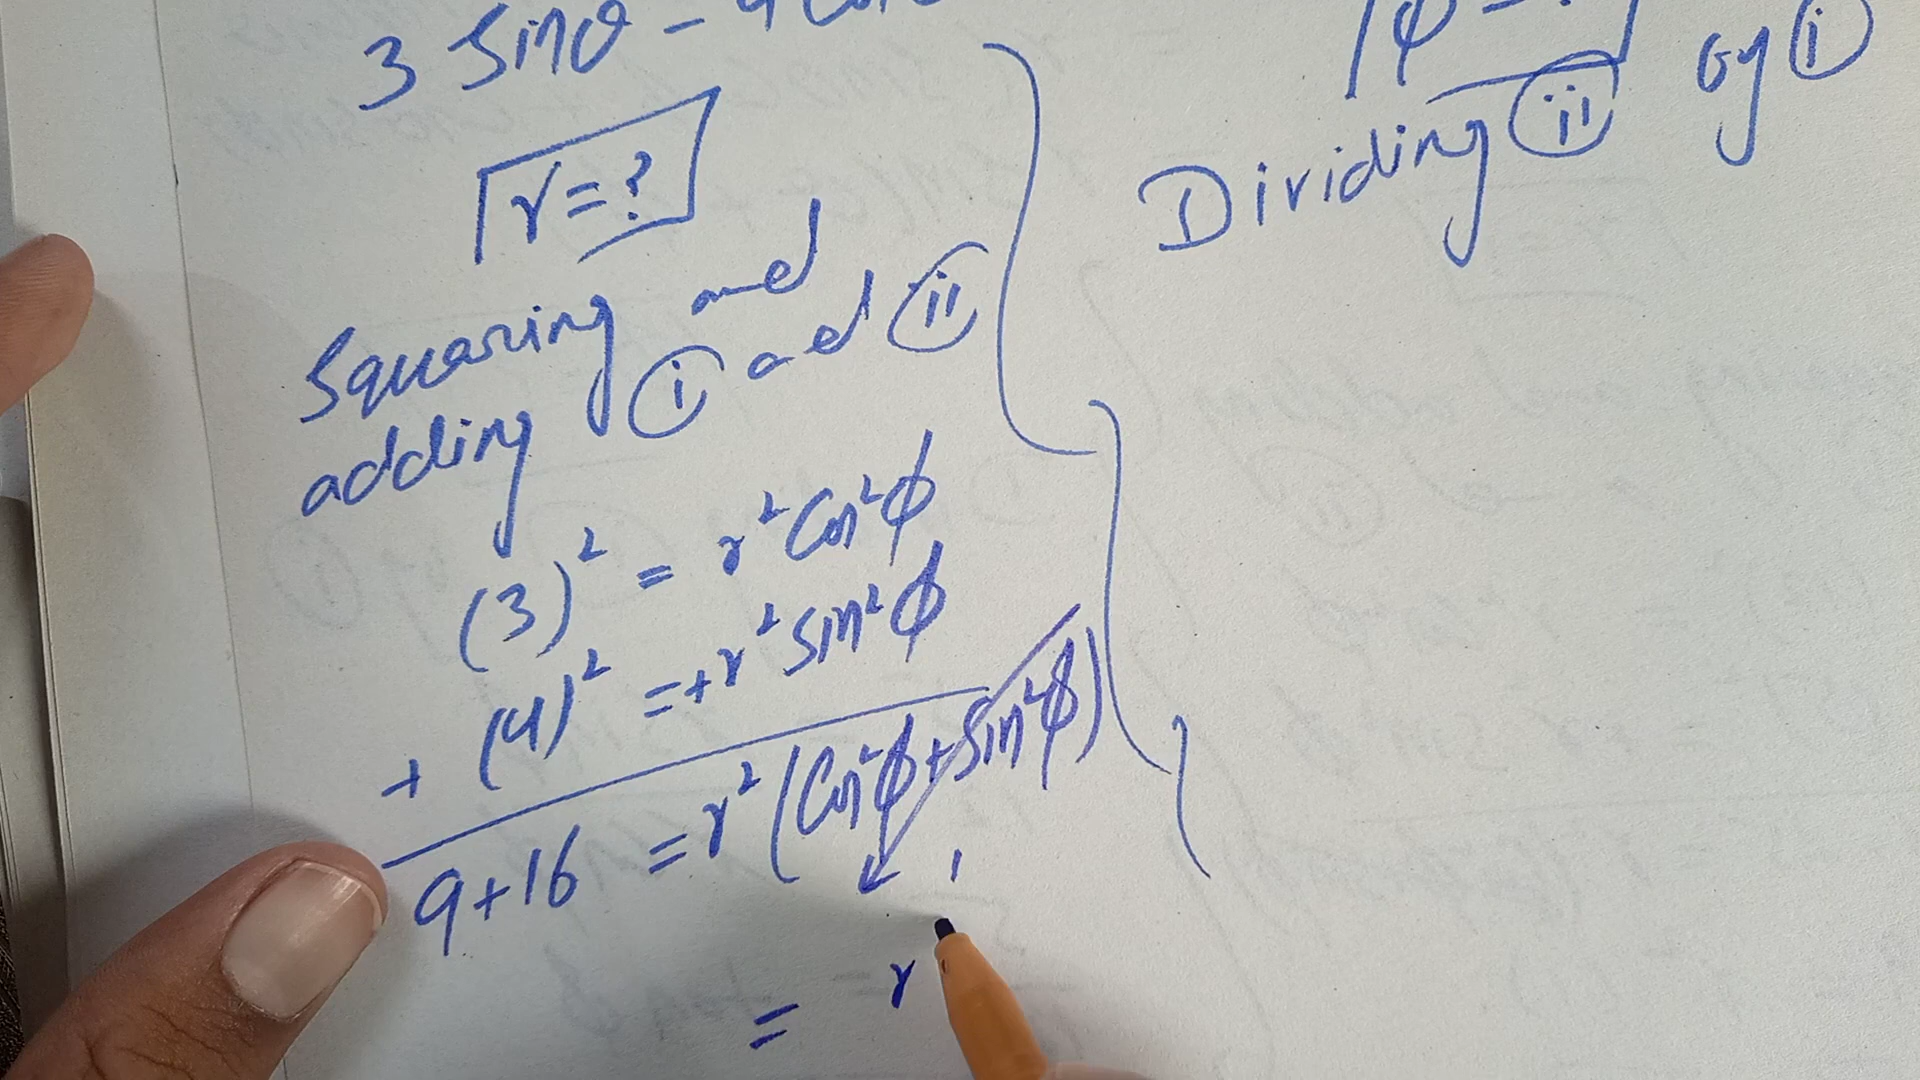 3 Sinθ - 4
r = ?
Squaring and
adding (i) and (ii)
(3)² = r² Cos²ϕ
+ (4)² = +r² Sin²ϕ
9+16 = r² (Cos²ϕ + Sin²ϕ)
1
= r
ϕ = ?
Dividing (ii) by (i)